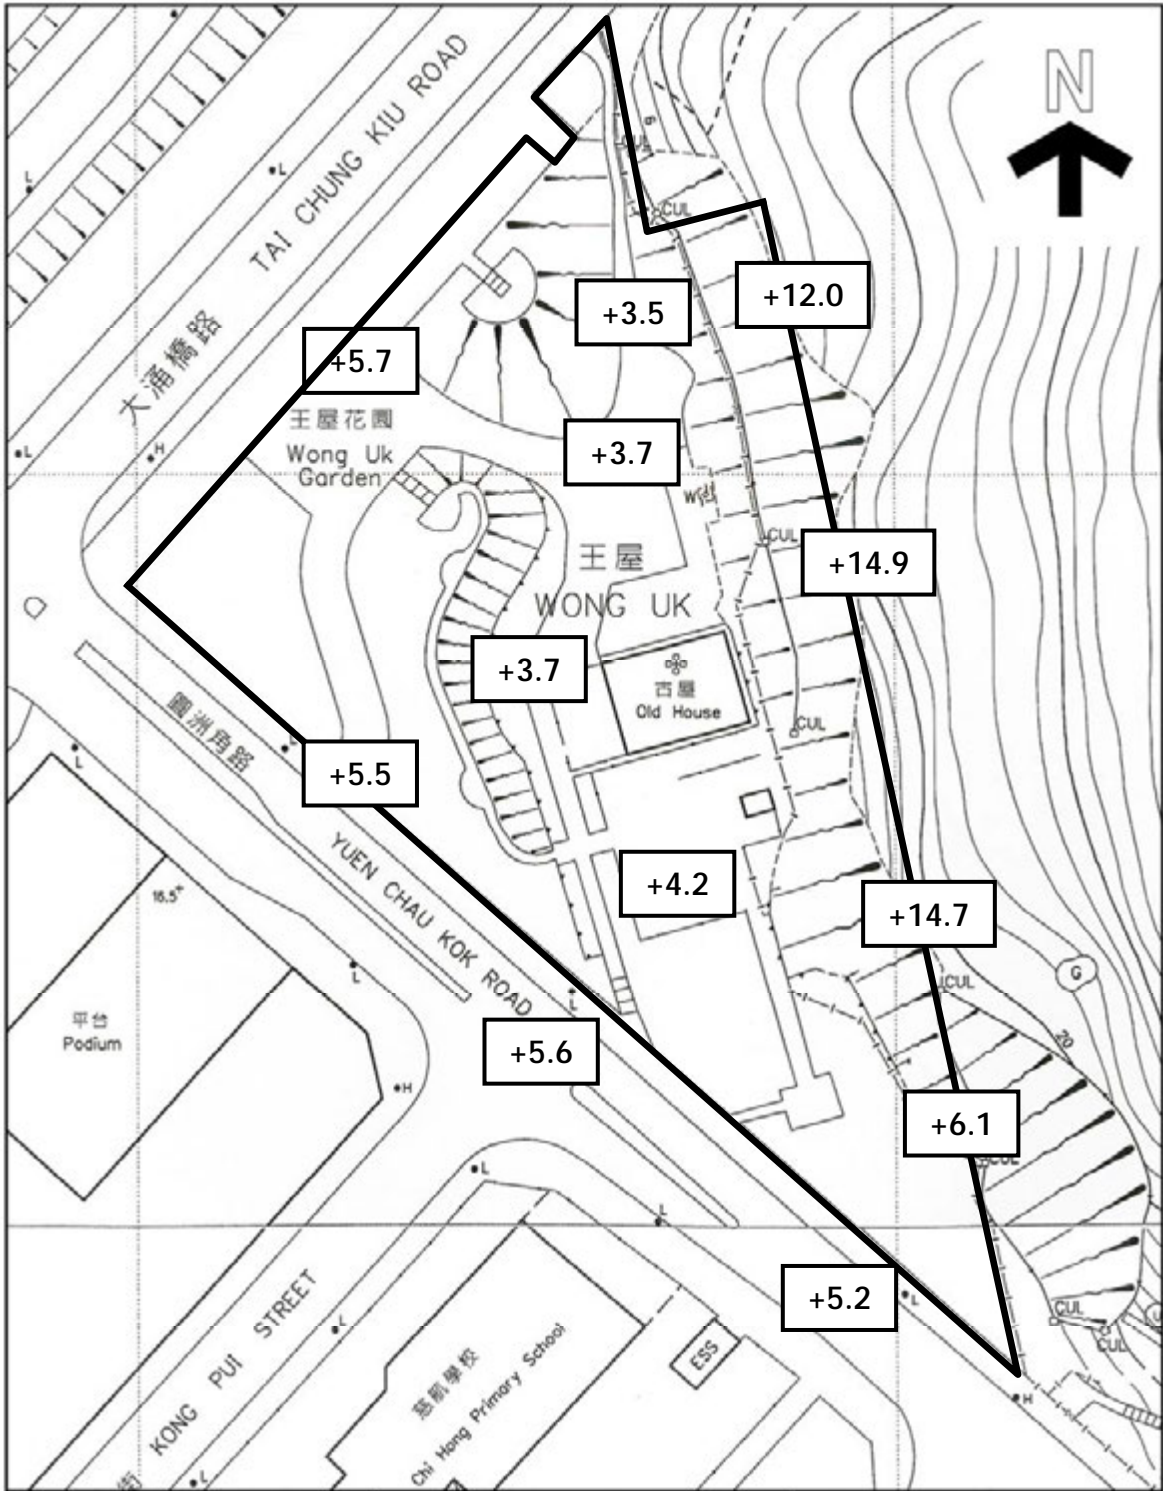 N
TAI CHUNG KIU ROAD
大涌橋路
6
CUL
CUL
+12.0
+3.5
+5.7
王屋花園
Wong Uk
Garden
+3.7
CUL
王屋
WONG UK
+14.9
+3.7
古屋
Old House
CUL
圓洲角路
+5.5
YUEN CHAU KOK ROAD
+4.2
+14.7
G
CUL
20
平台
Podium
+5.6
+6.1
CUL
+5.2
CUL
CUL
ESS
KONG PUI STREET
街
慈航學校
Chi Hong Primary School
L
L
L
H
L
L
L
L
H
L
L
L
L
L
H